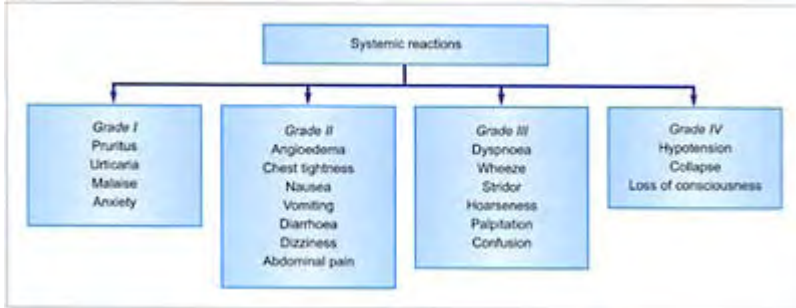 Systemic reactions
Grade I
Pruritus
Urticaria
Malaise
Anxiety
Grade II
Angioedema
Chest tightness
Nausea
Vomiting
Diarrhoea
Dizziness
Abdominal pain
Grade III
Dyspnoea
Wheeze
Stridor
Hoarseness
Palpitation
Confusion
Grade IV
Hypotension
Collapse
Loss of consciousness